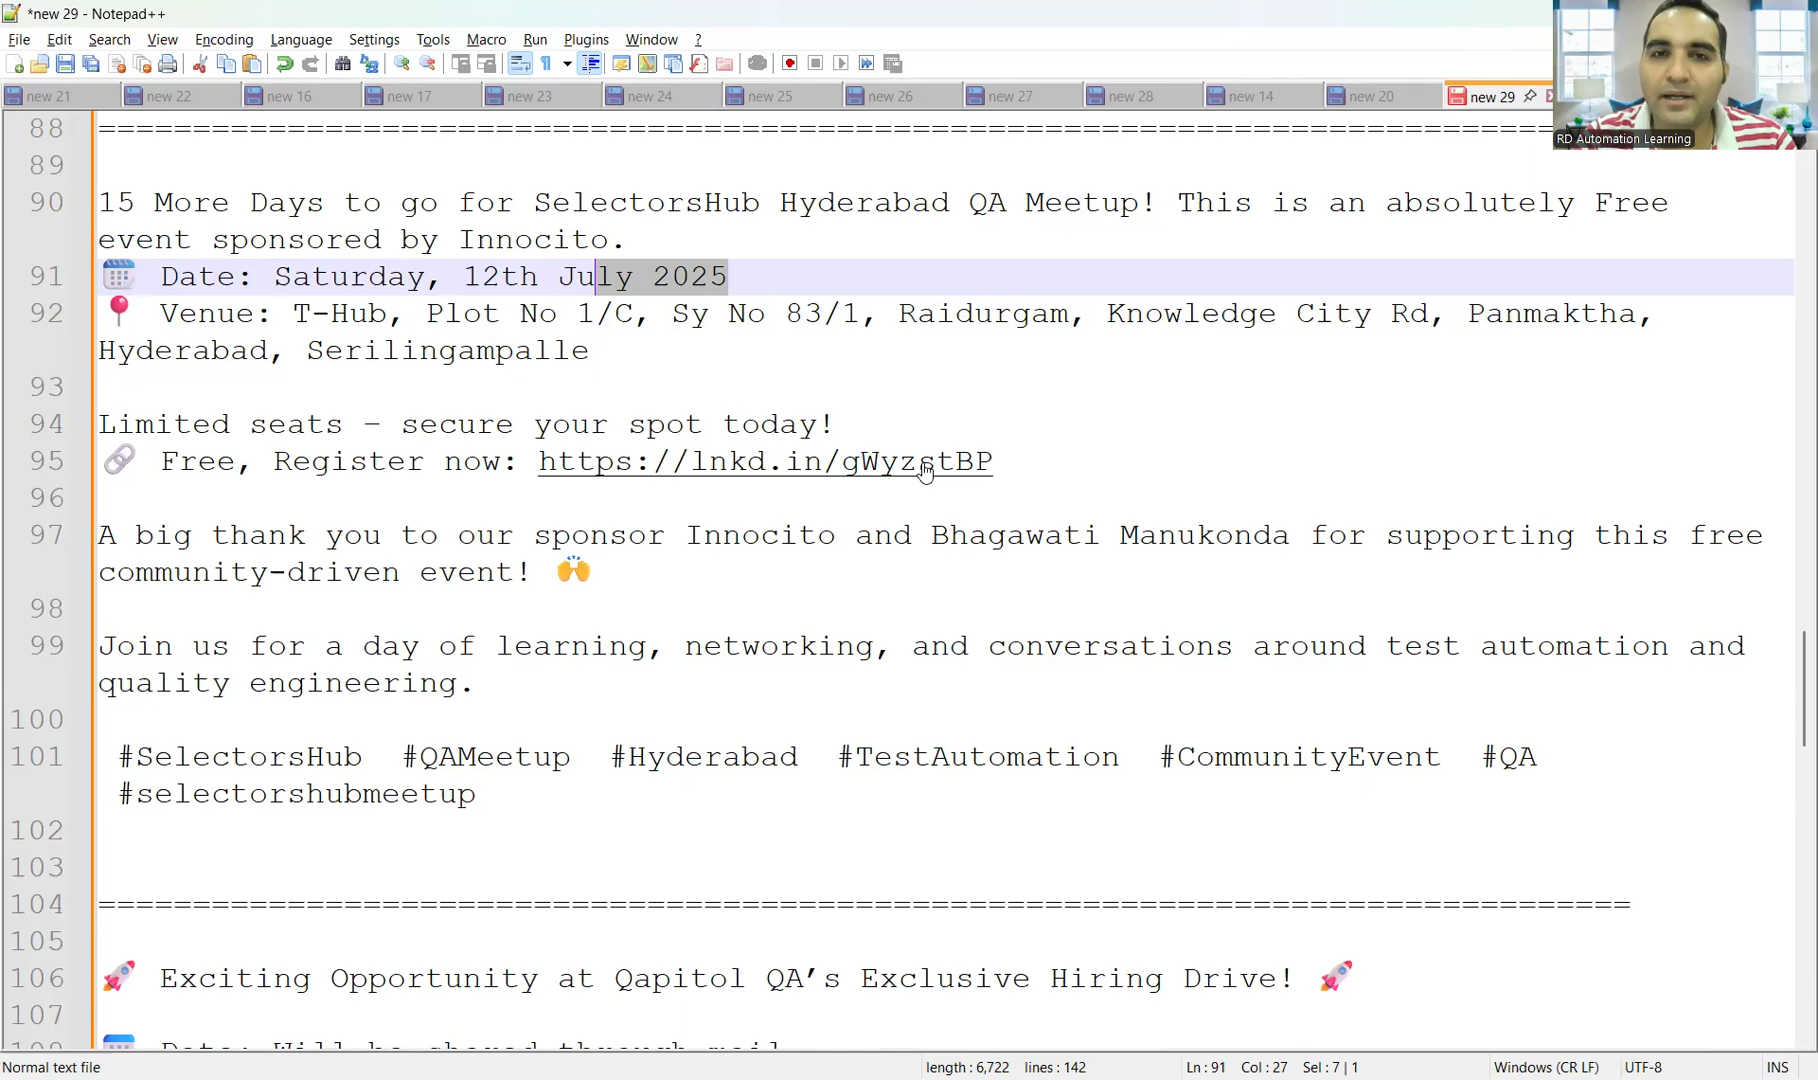 *new 29 - Notepad++
File Edit Search View Encoding Language Settings Tools Macro Run Plugins Window ?
new 21 new 22 new 16 new 17 new 23 new 24 new 25 new 26 new 27 new 28 new 14 new 20 new 29
RD Automation Learning
88 ==================================================================================
89
90 15 More Days to go for SelectorsHub Hyderabad QA Meetup! This is an absolutely Free
event sponsored by Innocito.
91 🗓️ Date: Saturday, 12th July 2025
92 📍 Venue: T-Hub, Plot No 1/C, Sy No 83/1, Raidurgam, Knowledge City Rd, Panmaktha,
Hyderabad, Serilingampalle
93
94 Limited seats – secure your spot today!
95 🔗 Free, Register now: https://lnkd.in/gWyzstBP
96
97 A big thank you to our sponsor Innocito and Bhagawati Manukonda for supporting this free
community-driven event! 🙌
98
99 Join us for a day of learning, networking, and conversations around test automation and
quality engineering.
100
101 #SelectorsHub #QAMeetup #Hyderabad #TestAutomation #CommunityEvent #QA
#selectorshubmeetup
102
103
104 ==================================================================================
105
106 🚀 Exciting Opportunity at Qapitol QA’s Exclusive Hiring Drive! 🚀
107
108 Date: Will be shared through mail
Normal text file length : 6,722 lines : 142 Ln : 91 Col : 27 Sel : 7 | 1 Windows (CR LF) UTF-8 INS